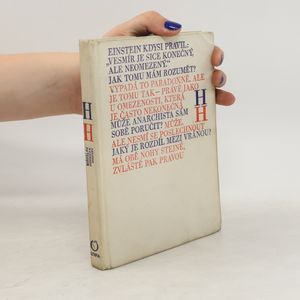 EINSTEIN KDYSI PRAVIL:
„VESMÍR JE SICE KONEČNÝ,
ALE NEOMEZENÝ.“
JAK TOMU MÁM ROZUMĚT?
VYPADÁ TO PARADOXNĚ, ALE
JE TOMU TAK – PRÁVĚ JAKO
U OMEZENOSTI, KTERÁ
JE ČASTO NEKONEČNÁ.
MŮŽE ANARCHISTA SÁM
SOBĚ PORUČIT? MŮŽE,
ALE NESMÍ SE POSLECHNOUT
JAKÝ JE ROZDÍL MEZI VRÁNOU?
MÁ OBĚ NOHY STEJNÉ,
ZVLÁŠTĚ PAK PRAVOU
H
H
H
H